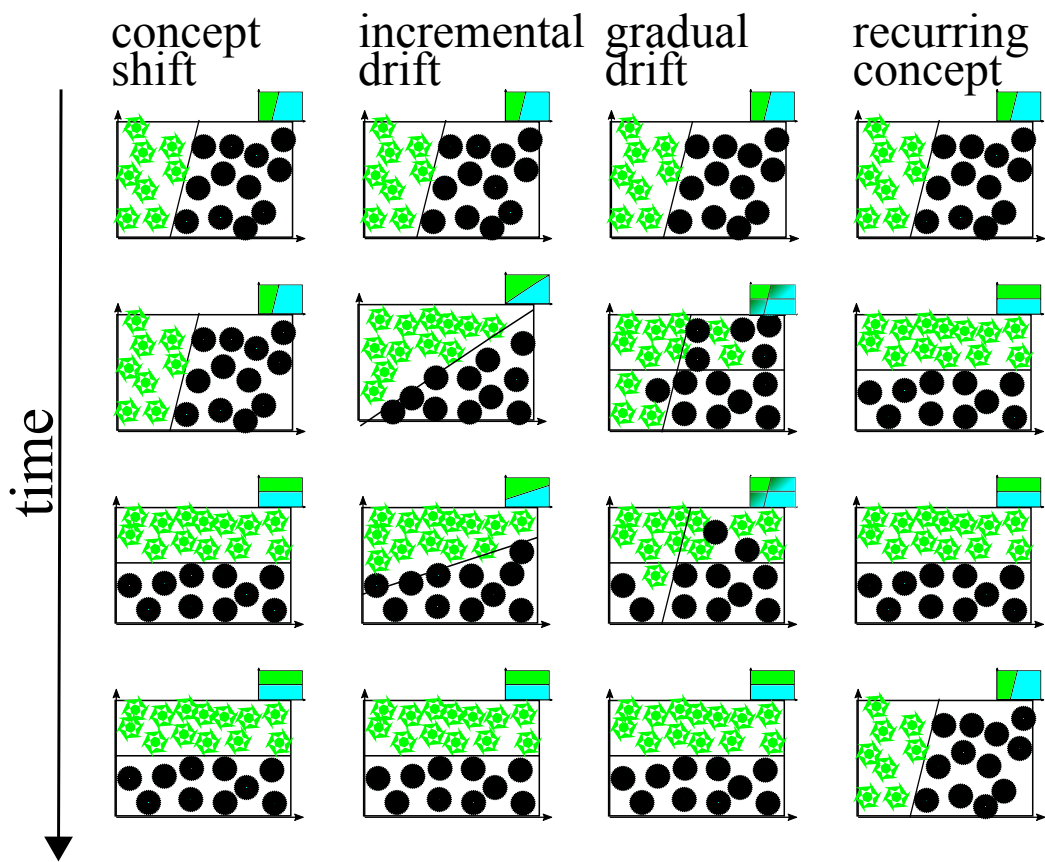 concept
shift
incremental
drift
gradual
drift
recurring
concept
time